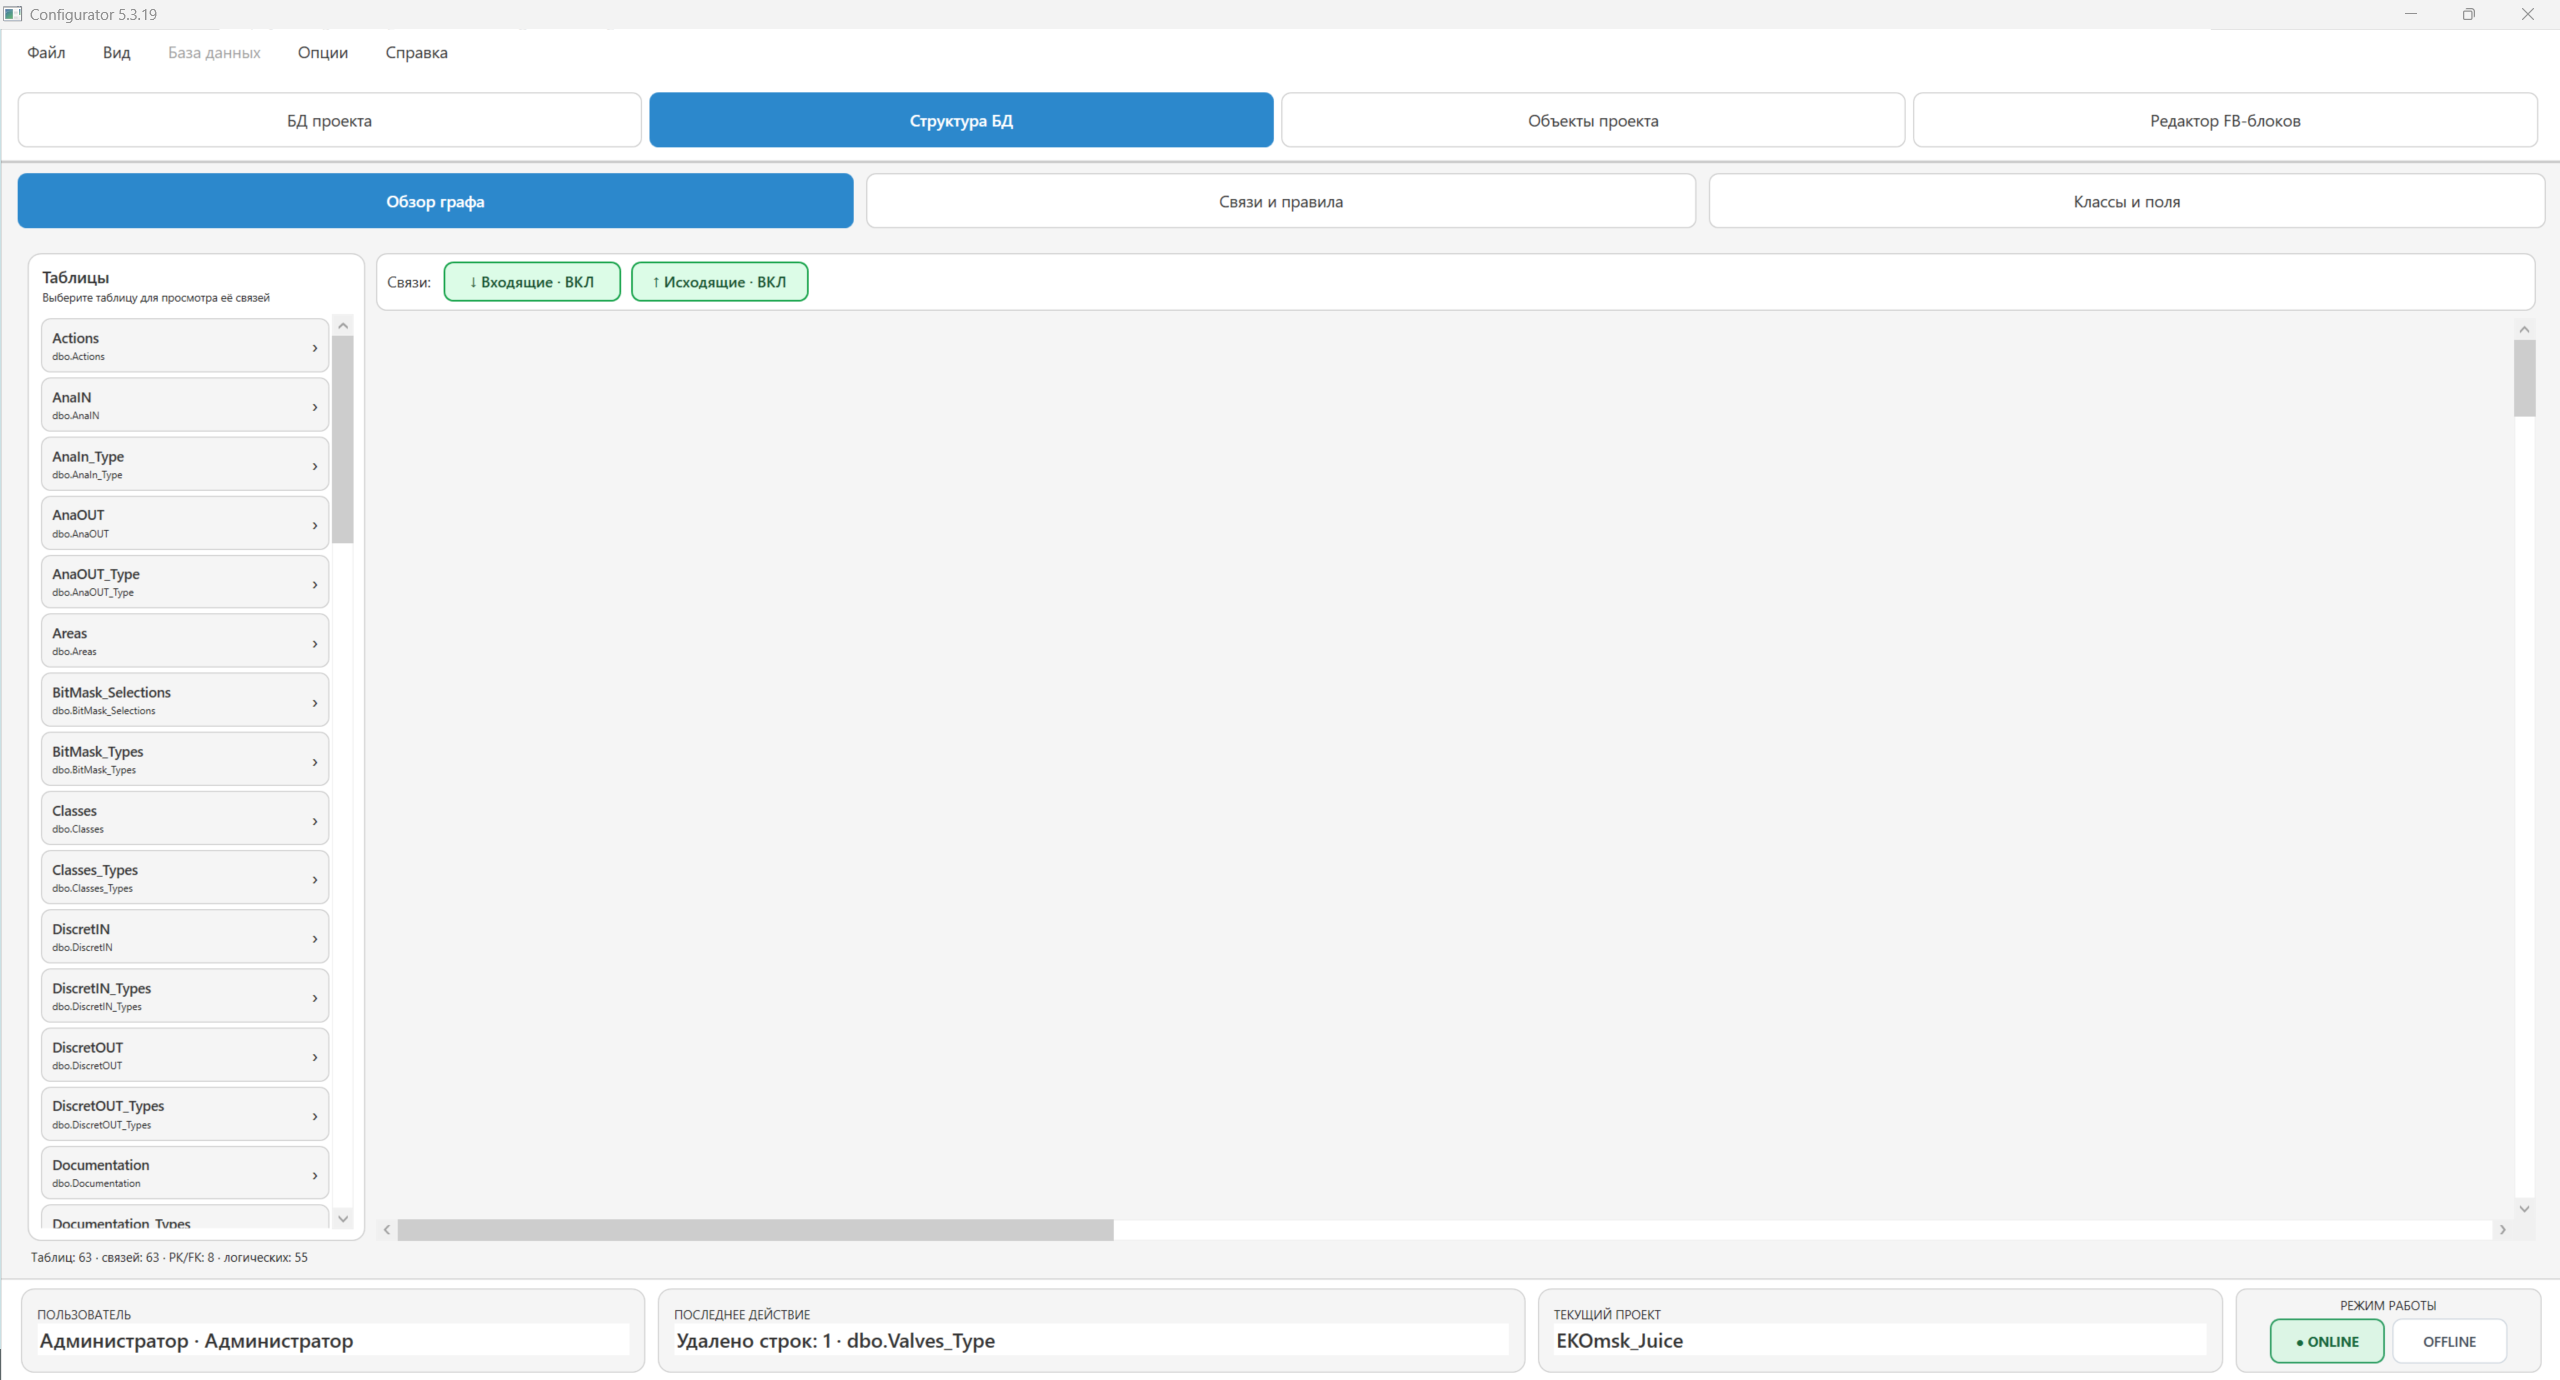 Configurator 5.3.19
Файл Вид База данных Опции Справка
БД проекта Структура БД Объекты проекта Редактор FB-блоков
Обзор графа Связи и правила Классы и поля
Таблицы
Выберите таблицу для просмотра её связей
Связи: ↓ Входящие · ВКЛ ↑ Исходящие · ВКЛ
Actions
dbo.Actions
AnaIN
dbo.AnaIN
AnaIn_Type
dbo.AnaIn_Type
AnaOUT
dbo.AnaOUT
AnaOUT_Type
dbo.AnaOUT_Type
Areas
dbo.Areas
BitMask_Selections
dbo.BitMask_Selections
BitMask_Types
dbo.BitMask_Types
Classes
dbo.Classes
Classes_Types
dbo.Classes_Types
DiscretIN
dbo.DiscretIN
DiscretIN_Types
dbo.DiscretIN_Types
DiscretOUT
dbo.DiscretOUT
DiscretOUT_Types
dbo.DiscretOUT_Types
Documentation
dbo.Documentation
Documentation_Types
Таблиц: 63 · связей: 63 · PK/FK: 8 · логических: 55
ПОЛЬЗОВАТЕЛЬ
Администратор · Администратор
ПОСЛЕДНЕЕ ДЕЙСТВИЕ
Удалено строк: 1 · dbo.Valves_Type
ТЕКУЩИЙ ПРОЕКТ
EKOmsk_Juice
РЕЖИМ РАБОТЫ
● ONLINE OFFLINE